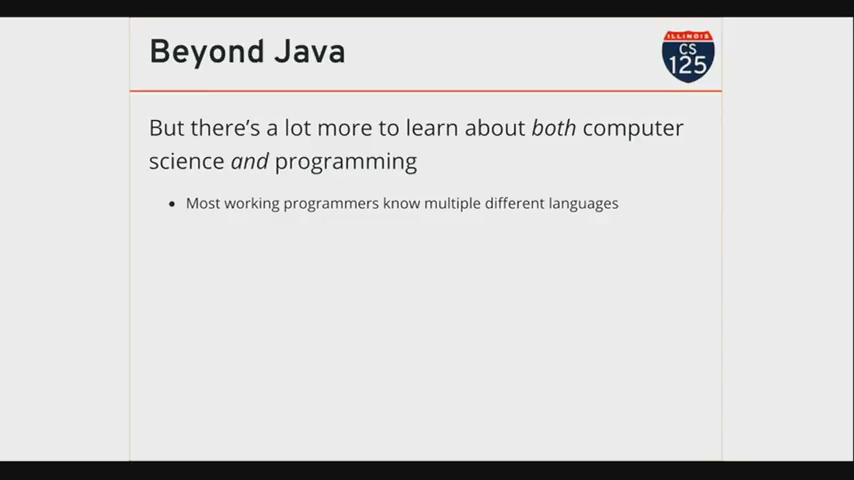 Beyond Java
ILLINOIS
CS
125
But there's a lot more to learn about both computer
science and programming
• Most working programmers know multiple different languages